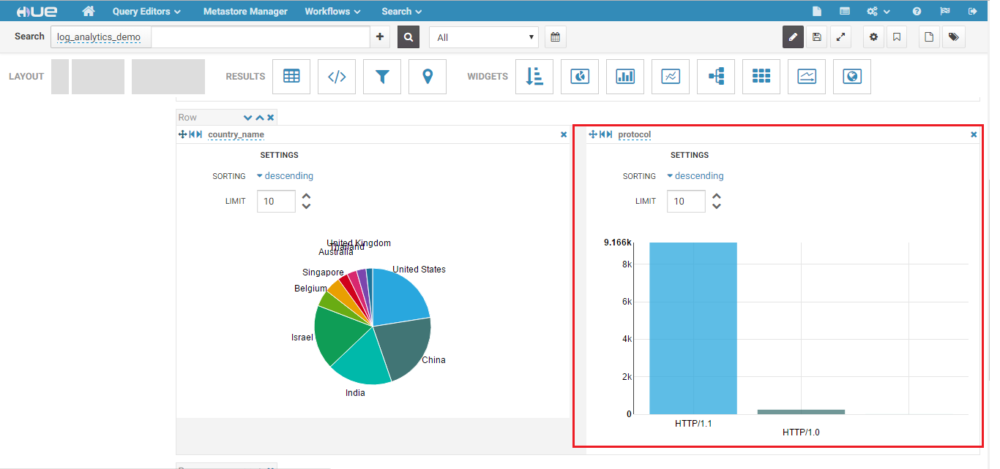 HUE Query Editors Metastore Manager Workflows Search
Search log_analytics_demo All
LAYOUT RESULTS </> WIDGETS
Row
country_name
SETTINGS
SORTING descending
LIMIT 10
United Kingdom
Thailand
Australia
United States
Singapore
Belgium
Israel
China
India
protocol
SETTINGS
SORTING descending
LIMIT 10
9.166k
8k
6k
4k
2k
0
HTTP/1.1
HTTP/1.0